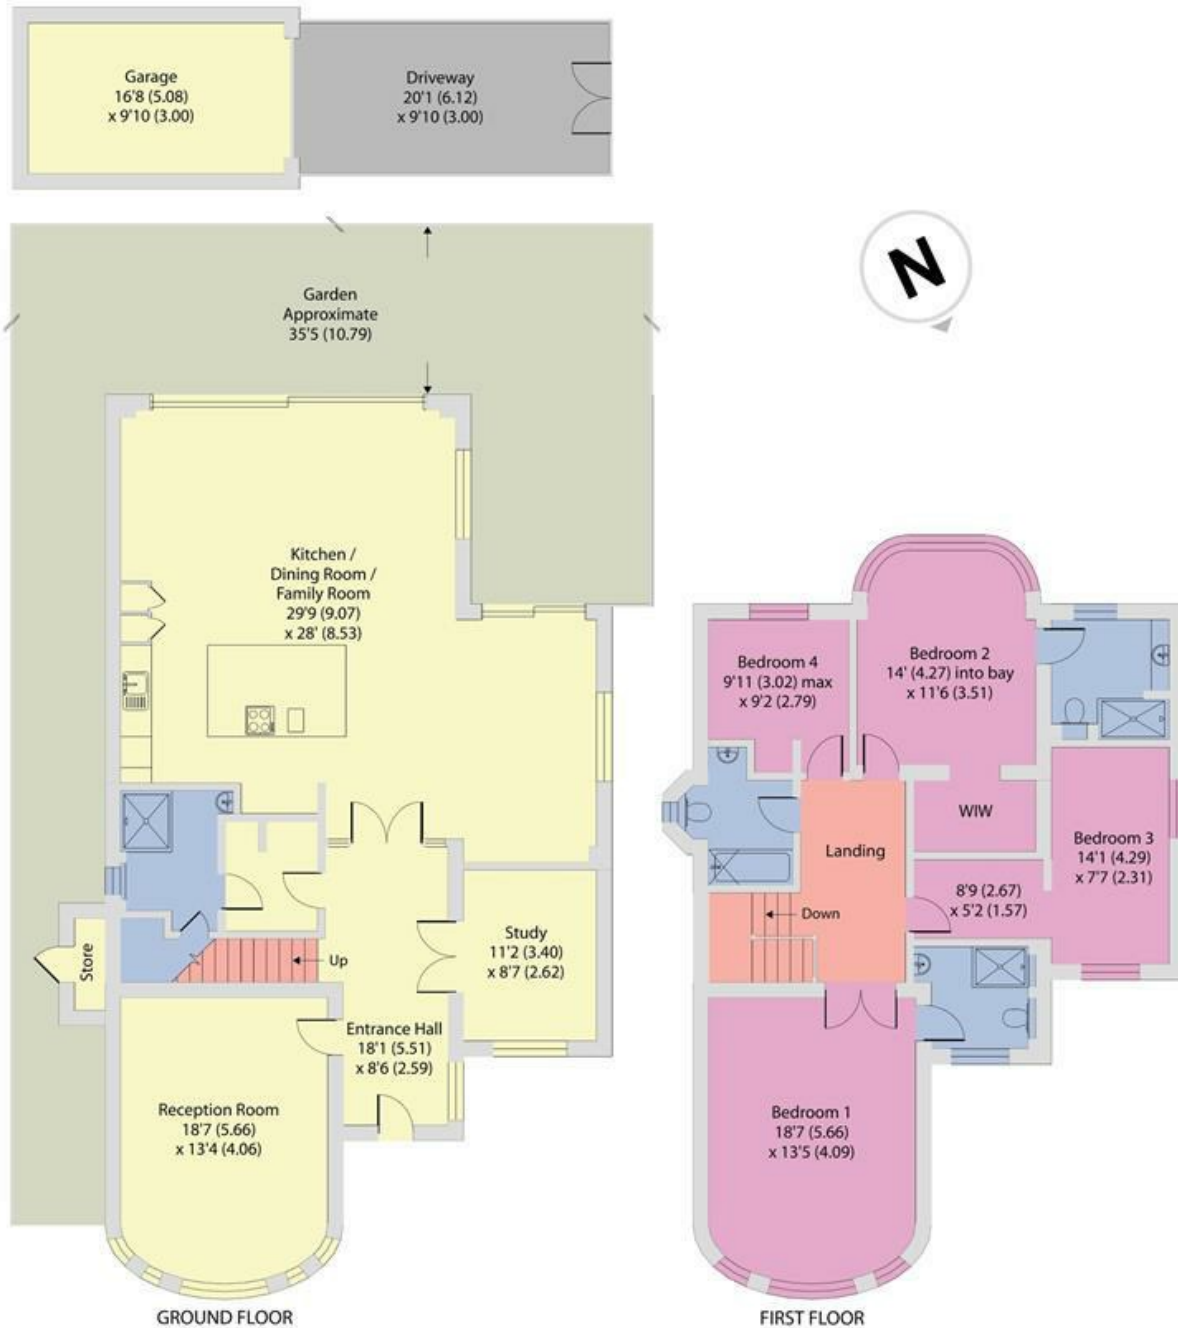 Garage
16'8 (5.08)
x 9'10 (3.00)
Driveway
20'1 (6.12)
x 9'10 (3.00)
N
Garden
Approximate
35'5 (10.79)
Kitchen /
Dining Room /
Family Room
29'9 (9.07)
x 28' (8.53)
Store
Up
Study
11'2 (3.40)
x 8'7 (2.62)
Entrance Hall
18'1 (5.51)
x 8'6 (2.59)
Reception Room
18'7 (5.66)
x 13'4 (4.06)
GROUND FLOOR
Bedroom 4
9'11 (3.02) max
x 9'2 (2.79)
Bedroom 2
14' (4.27) into bay
x 11'6 (3.51)
WIW
Bedroom 3
14'1 (4.29)
x 7'7 (2.31)
Landing
8'9 (2.67)
x 5'2 (1.57)
Down
Bedroom 1
18'7 (5.66)
x 13'5 (4.09)
FIRST FLOOR